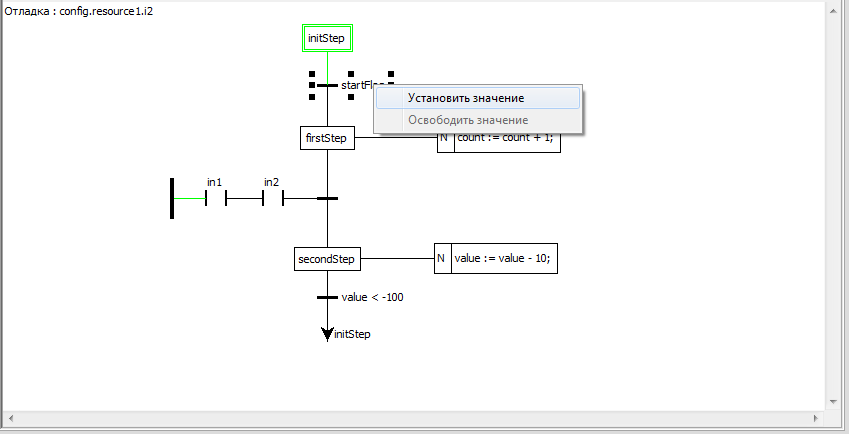 Отладка : config.resource1.i2
initStep
Установить значение
Освободить значение
firstStep
N
count := count + 1;
in1
in2
secondStep
N
value := value - 10;
value < -100
initStep